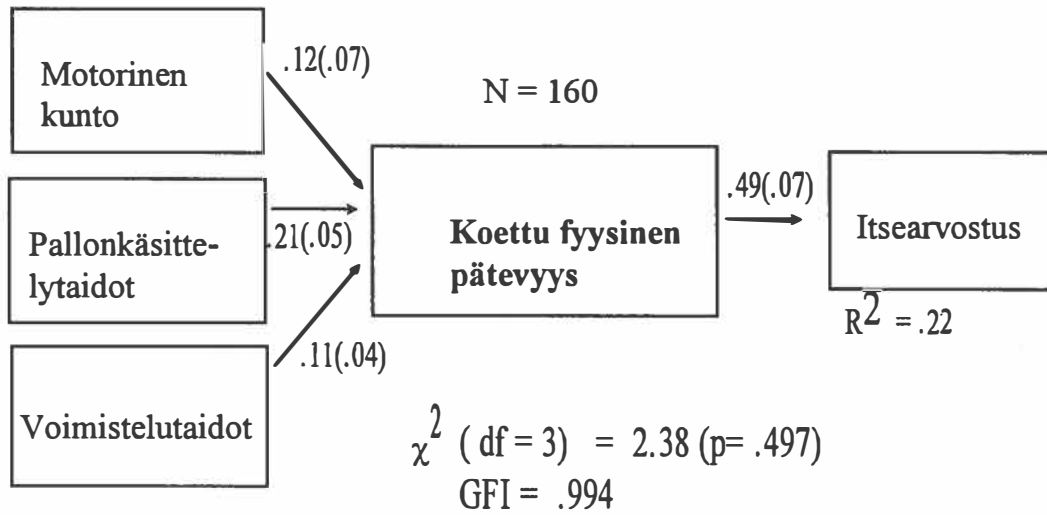 Motorinen
kunto
.12(.07)
N = 160
Pallonkäsitte-
lytaidot
.21(.05)
Koettu fyysinen
pätevyys
.49(.07)
Itsearvostus
R² = .22
Voimistelutaidot
.11(.04)
χ² ( df = 3) = 2.38 (p= .497)
GFI = .994